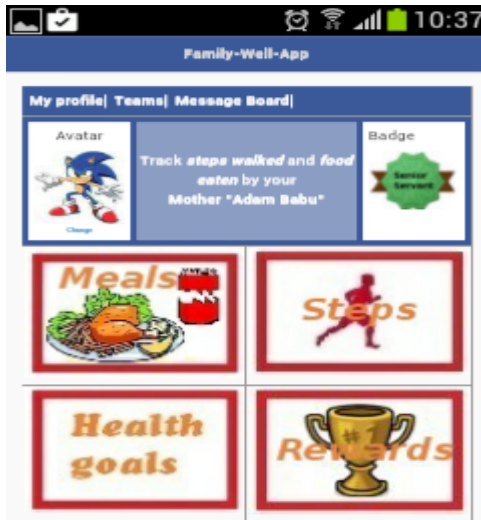 10:37
Family-Well-App
My profile| Teams| Message Board|
Avatar
Change
Track steps walked and food
eaten by your
Mother "Adam Babu"
Badge
Senior
Servant
Meals
Steps
Health
goals
#1
Rewards